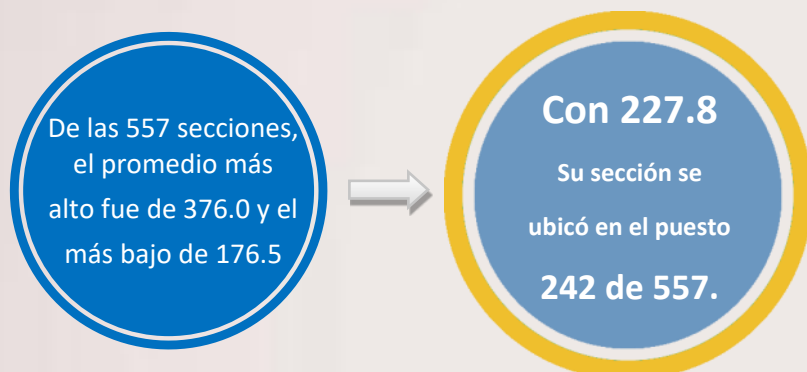 De las 557 secciones,
el promedio más
alto fue de 376.0 y el
más bajo de 176.5
Con 227.8
Su sección se
ubicó en el puesto
242 de 557.